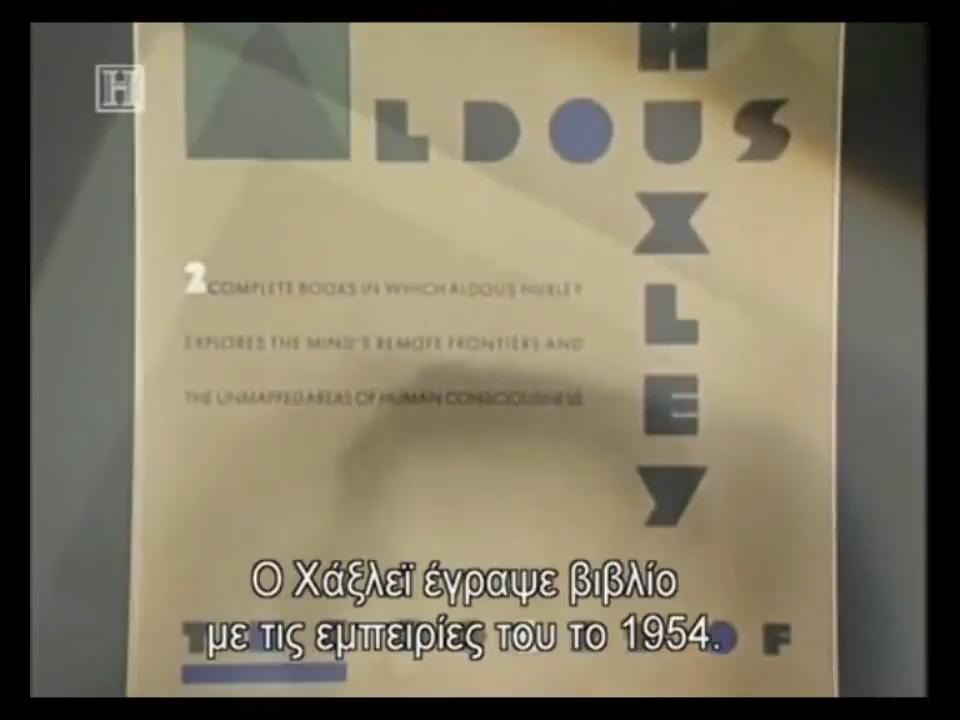 H
H
ALDOUS
U
X
L
E
Y
2 COMPLETE BOOKS IN WHICH ALDOUS HUXLEY
EXPLORES THE MIND'S REMOTE FRONTIERS AND
THE UNMAPPED AREAS OF HUMAN CONSCIOUSNESS
Ο Χάξλεϊ έγραψε βιβλίο
με τις εμπειρίες του το 1954.
OF